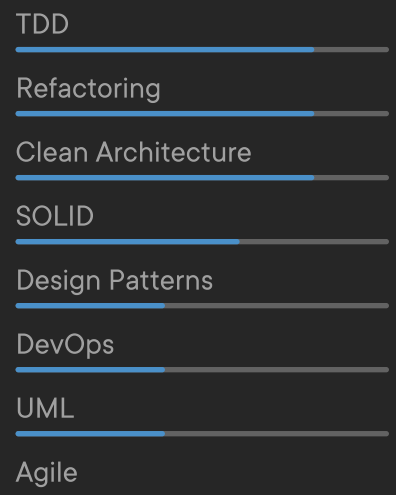 TDD
Refactoring
Clean Architecture
SOLID
Design Patterns
DevOps
UML
Agile